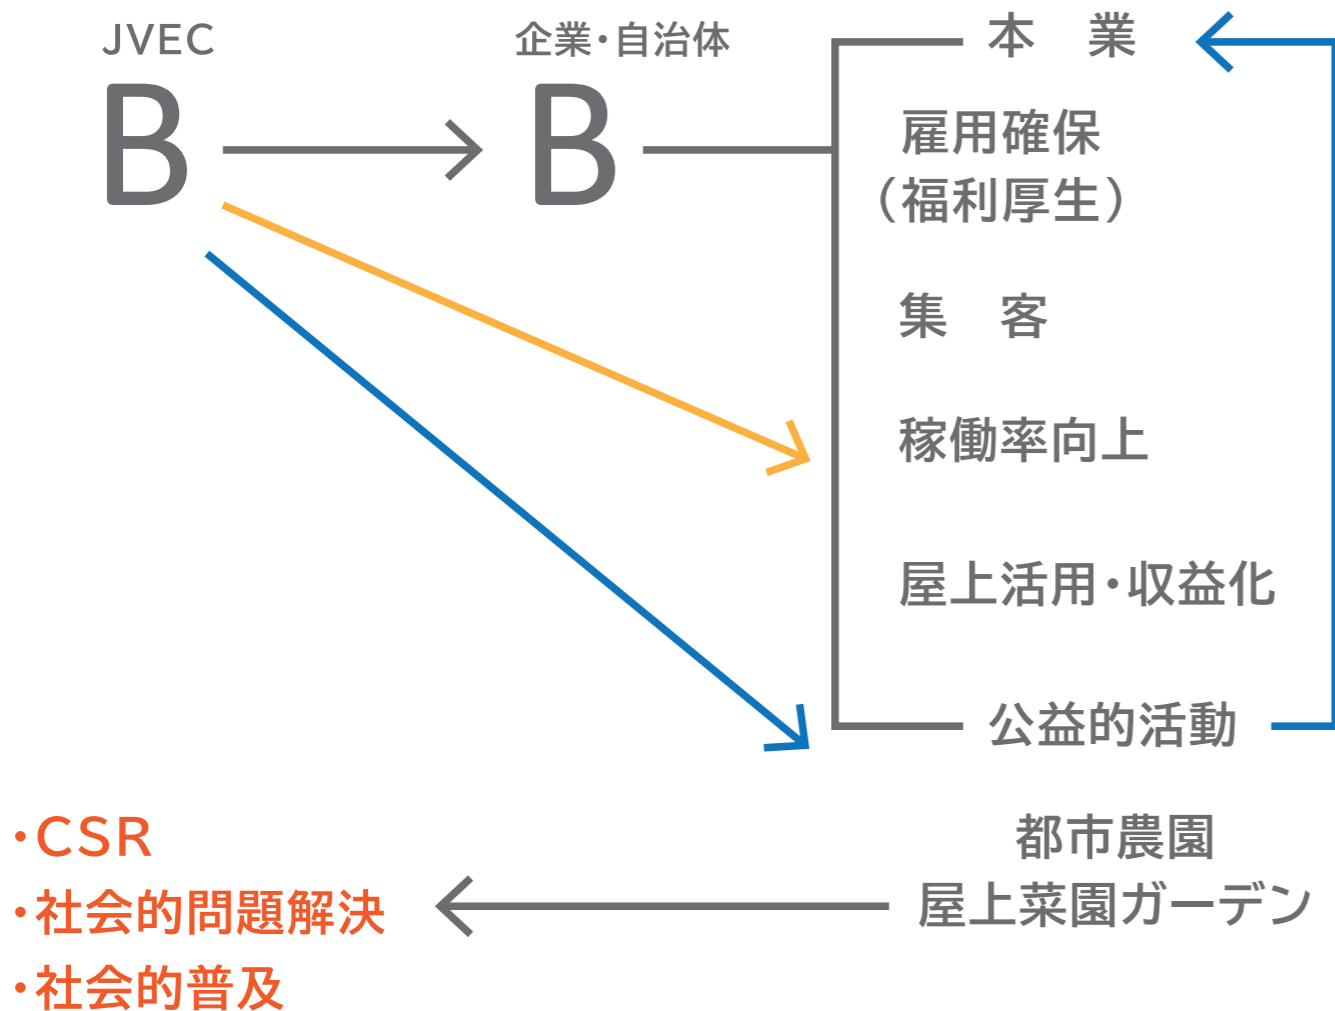 JVEC
B
企業・自治体
B
本　業
雇用確保
（福利厚生）
集　客
稼働率向上
屋上活用・収益化
公益的活動
都市農園
屋上菜園ガーデン
・CSR
・社会的問題解決
・社会的普及